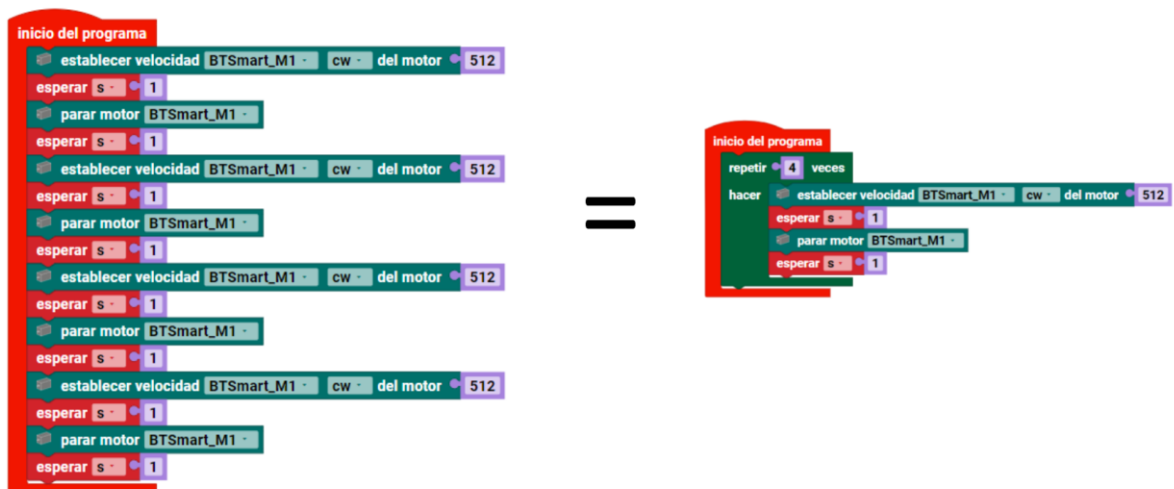 inicio del programa
establecer velocidad BTSmart_M1 cw del motor 512
esperar s 1
parar motor BTSmart_M1
esperar s 1
establecer velocidad BTSmart_M1 cw del motor 512
esperar s 1
parar motor BTSmart_M1
esperar s 1
establecer velocidad BTSmart_M1 cw del motor 512
esperar s 1
parar motor BTSmart_M1
esperar s 1
establecer velocidad BTSmart_M1 cw del motor 512
esperar s 1
parar motor BTSmart_M1
esperar s 1
=
inicio del programa
repetir 4 veces
hacer establecer velocidad BTSmart_M1 cw del motor 512
esperar s 1
parar motor BTSmart_M1
esperar s 1